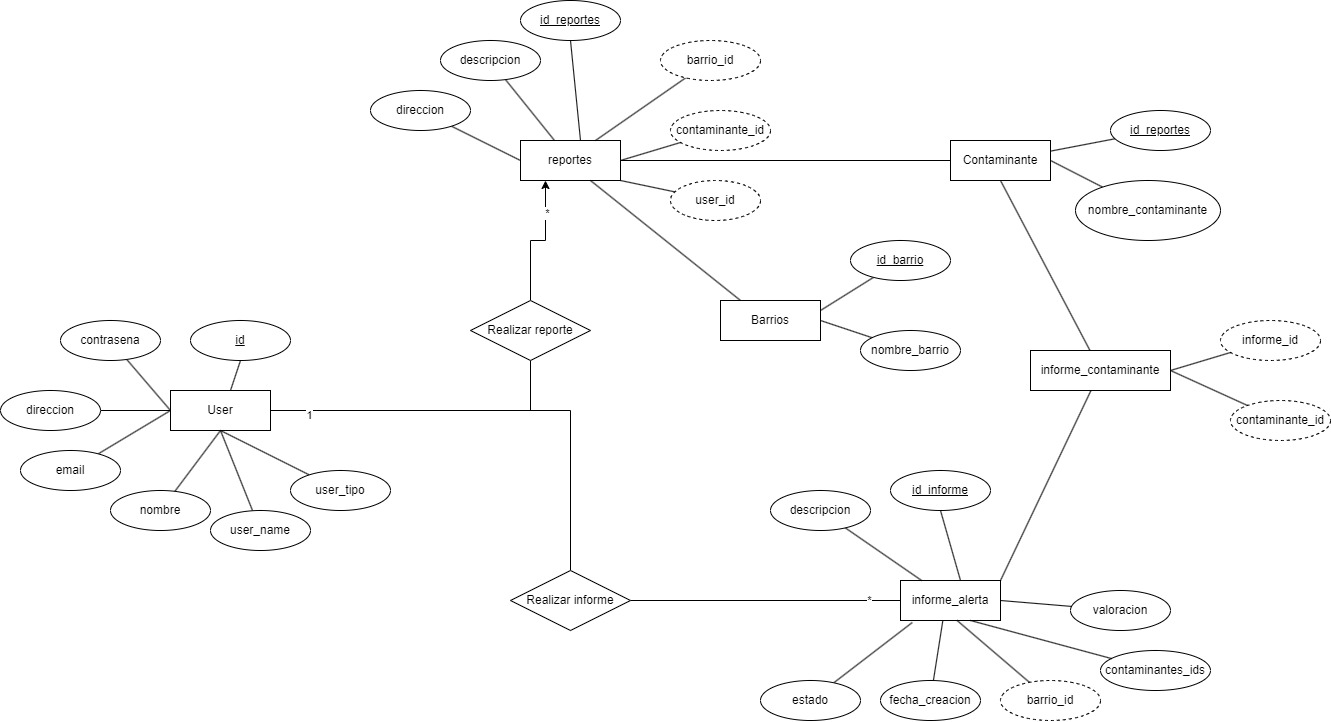 id_reportes
descripcion
barrio_id
direccion
contaminante_id
id_reportes
reportes
Contaminante
user_id
nombre_contaminante
*
id_barrio
Realizar reporte
Barrios
contrasena
id
informe_id
nombre_barrio
informe_contaminante
direccion
User
1
contaminante_id
email
user_tipo
id_informe
nombre
descripcion
user_name
Realizar informe
*
informe_alerta
valoracion
contaminantes_ids
estado
fecha_creacion
barrio_id